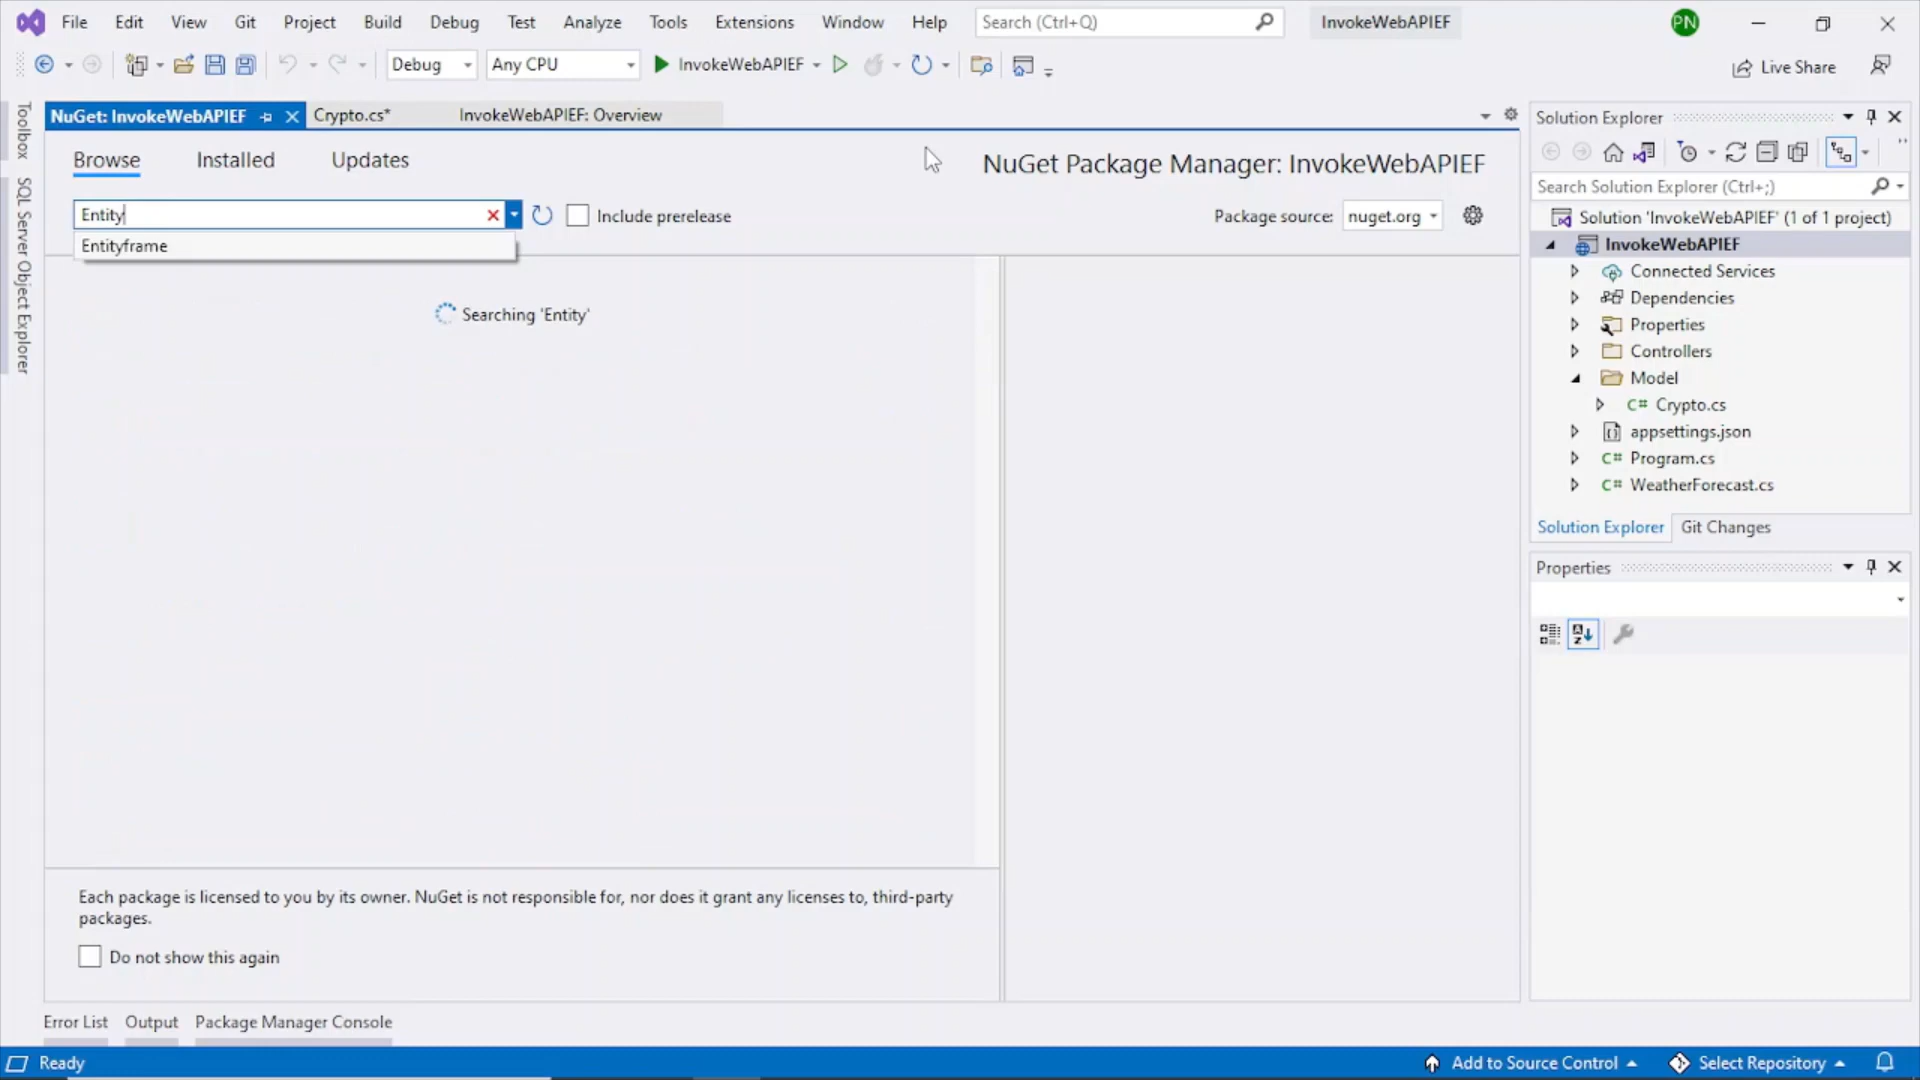 File Edit View Git Project Build Debug Test Analyze Tools Extensions Window Help Search (Ctrl+Q) InvokeWebAPIEF PN
Debug Any CPU InvokeWebAPIEF Live Share
Toolbox
SQL Server Object Explorer
NuGet: InvokeWebAPIEF Crypto.cs* InvokeWebAPIEF: Overview
Browse Installed Updates
NuGet Package Manager: InvokeWebAPIEF
Entity
Include prerelease
Package source: nuget.org
Entityframe
Searching 'Entity'
Each package is licensed to you by its owner. NuGet is not responsible for, nor does it grant any licenses to, third-party
packages.
Do not show this again
Solution Explorer
Search Solution Explorer (Ctrl+;)
Solution 'InvokeWebAPIEF' (1 of 1 project)
InvokeWebAPIEF
Connected Services
Dependencies
Properties
Controllers
Model
C# Crypto.cs
appsettings.json
C# Program.cs
C# WeatherForecast.cs
Solution Explorer Git Changes
Properties
Error List Output Package Manager Console
Ready
Add to Source Control Select Repository